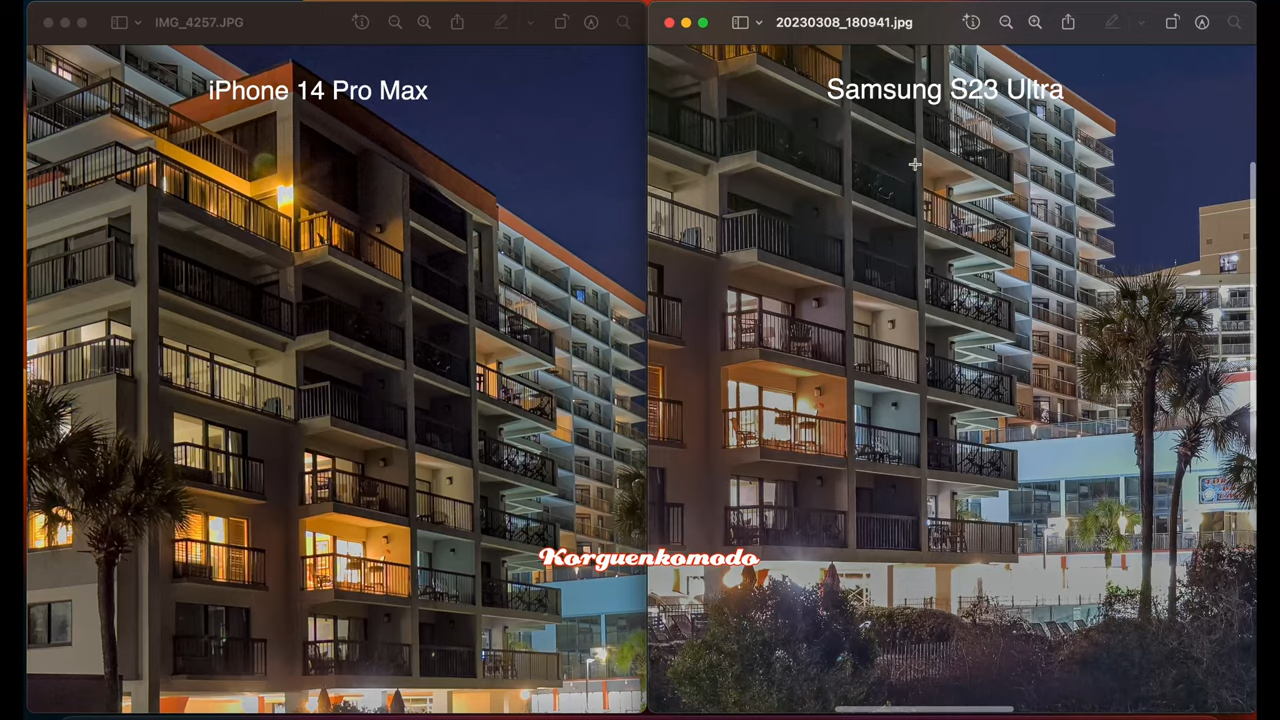 IMG_4257.JPG
20230308_180941.jpg
iPhone 14 Pro Max
Samsung S23 Ultra
Korguenkomodo